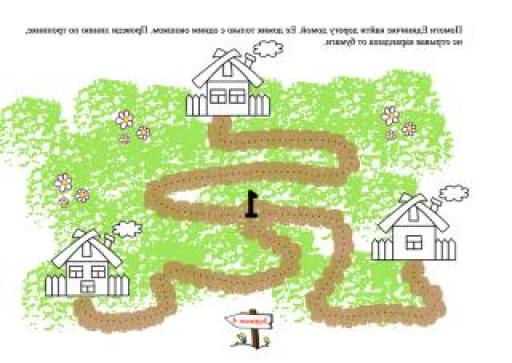 Помоги Единичке найти дорогу домой. Ее домик только с одним окошком. Проведи линию по тропинке,
не отрывая карандаша от бумаги.
1